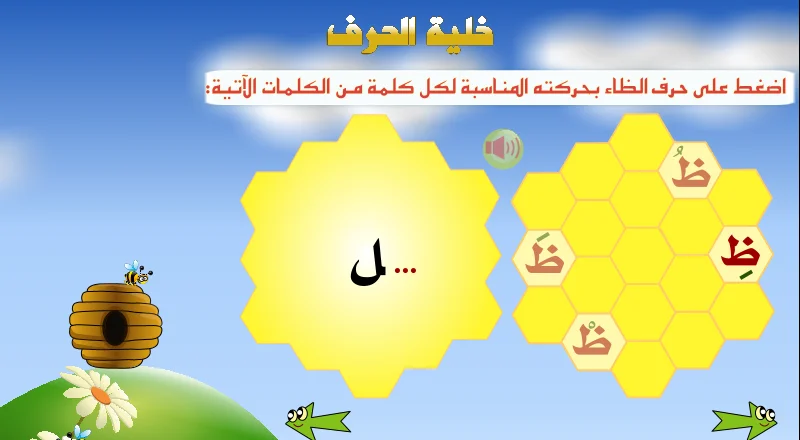 خلية الحرف
اضغط على حرف الظاء بحركته المناسبة لكل كلمة من الكلمات الآتية:
ظُ
ظَ
ظِ
ظْ
...ل